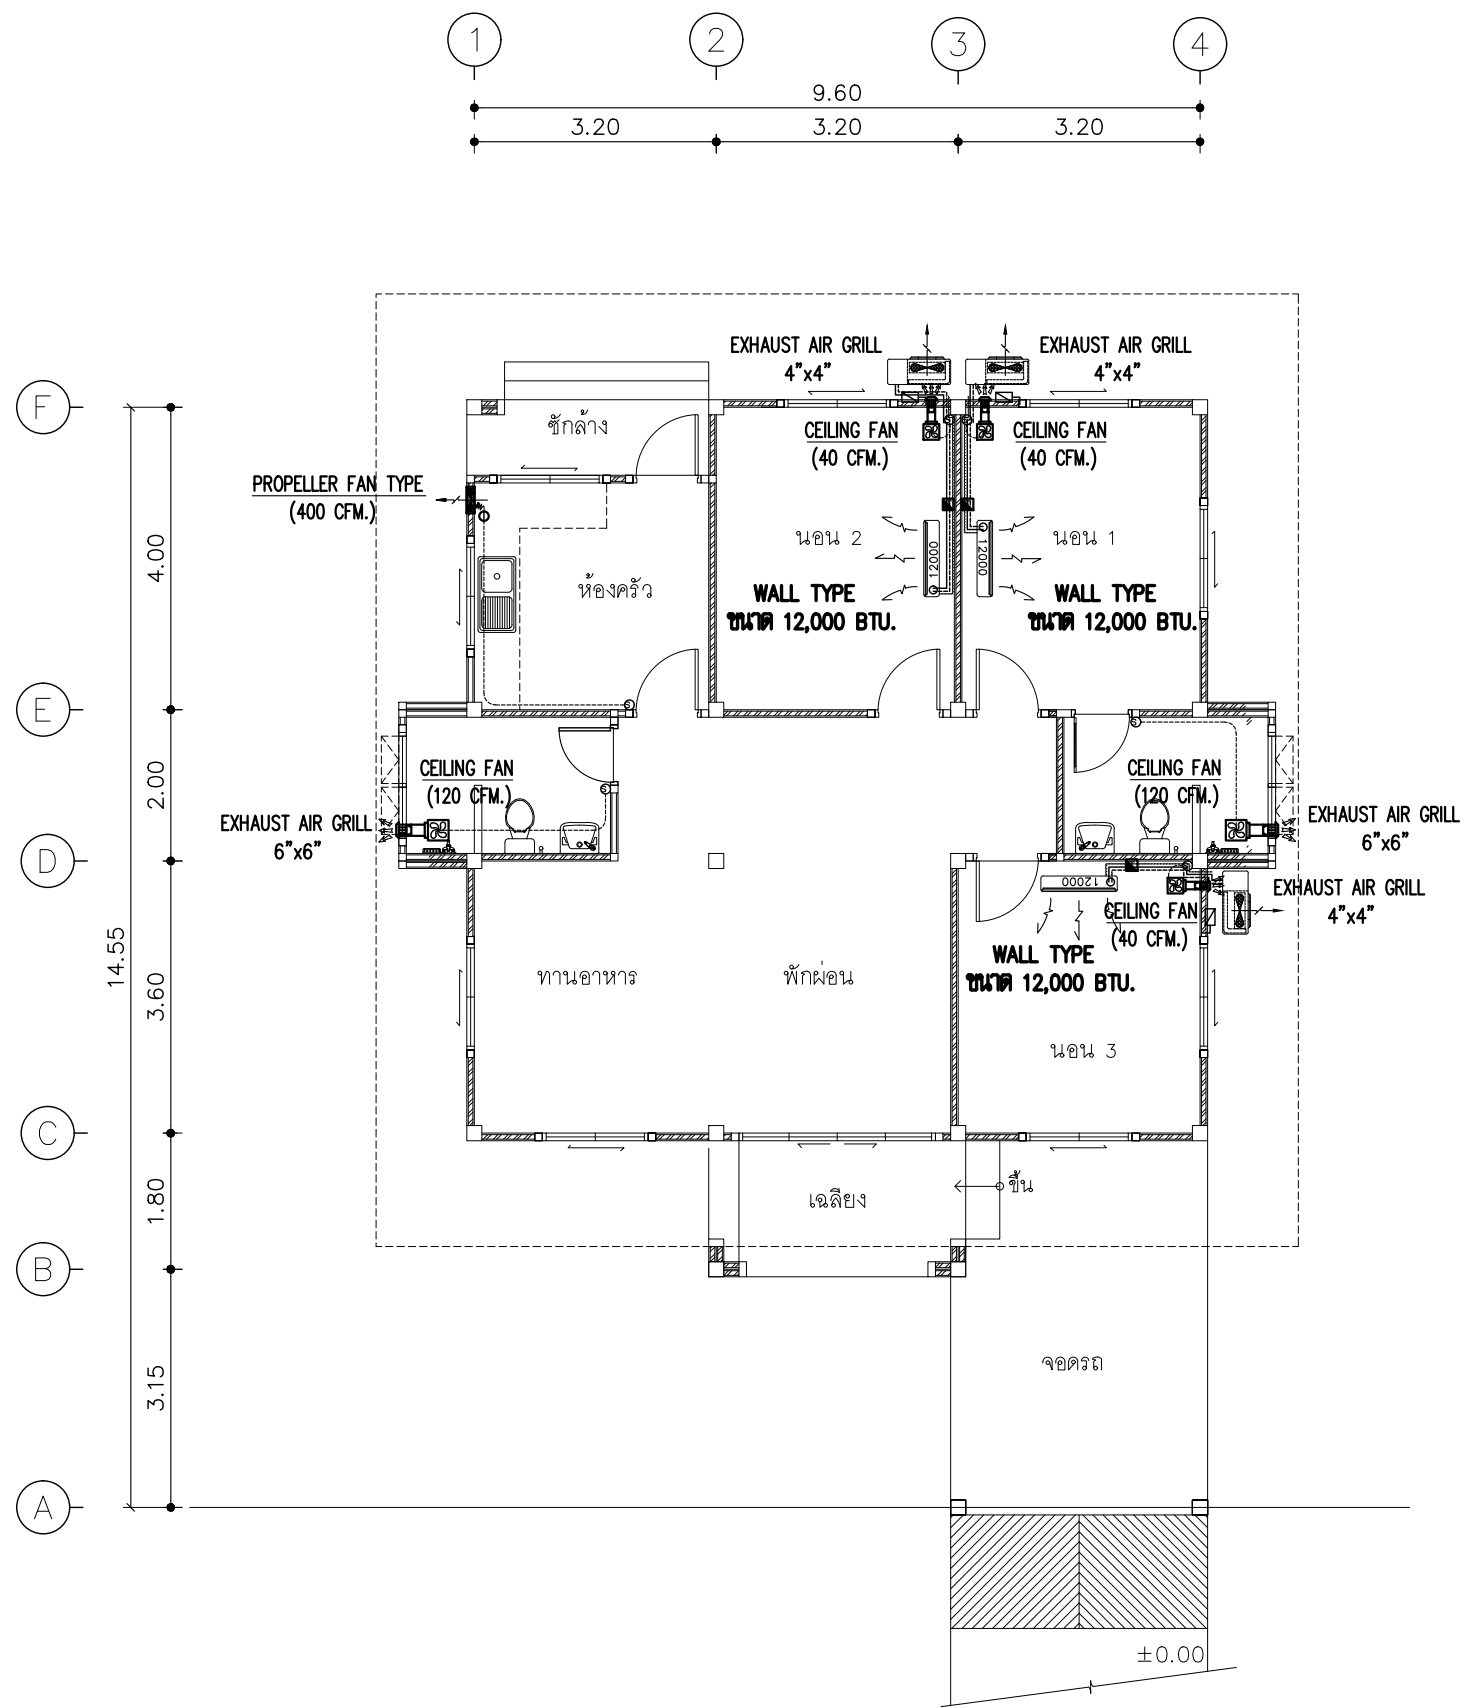 1
2
3
4
9.60
3.20
3.20
3.20
EXHAUST AIR GRILL
4"x4"
EXHAUST AIR GRILL
4"x4"
F
ซักล้าง
CEILING FAN
(40 CFM.)
CEILING FAN
(40 CFM.)
PROPELLER FAN TYPE
(400 CFM.)
4.00
นอน 2
12000
12000
นอน 1
ห้องครัว
WALL TYPE
ขนาด 12,000 BTU.
WALL TYPE
ขนาด 12,000 BTU.
E
2.00
CEILING FAN
(120 CFM.)
CEILING FAN
(120 CFM.)
EXHAUST AIR GRILL
6"x6"
EXHAUST AIR GRILL
6"x6"
D
12000
EXHAUST AIR GRILL
4"x4"
CEILING FAN
(40 CFM.)
WALL TYPE
ขนาด 12,000 BTU.
14.55
3.60
ทานอาหาร
พักผ่อน
นอน 3
C
1.80
เฉลียง
ขึ้น
B
3.15
จอดรถ
A
±0.00